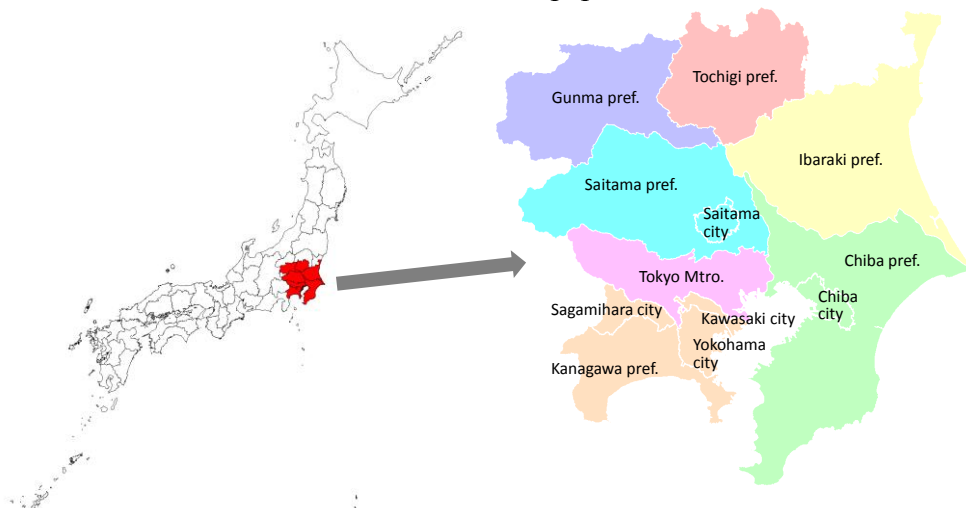 Tochigi pref.
Gunma pref.
Ibaraki pref.
Saitama pref.
Saitama
city
Chiba pref.
Tokyo Mtro.
Chiba
city
Sagamihara city
Kawasaki city
Yokohama
city
Kanagawa pref.